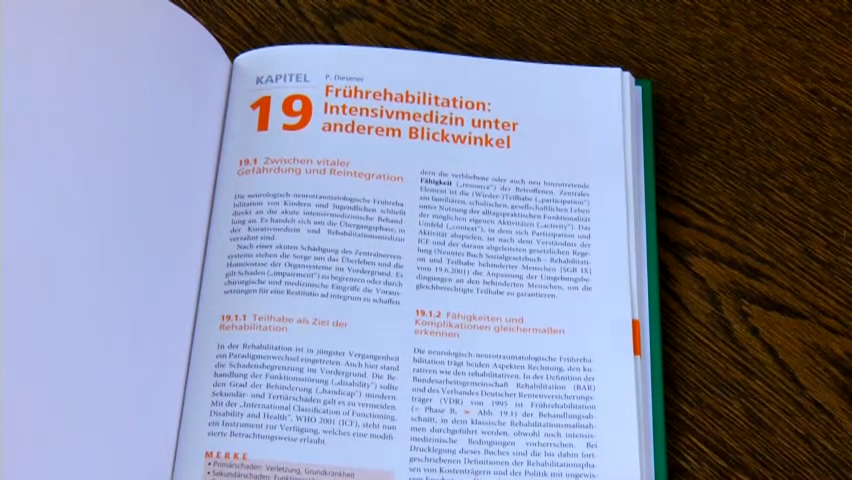 KAPITEL
19
P. Diesener
Frührehabilitation:
Intensivmedizin unter
anderem Blickwinkel
19.1 Zwischen vitaler
Gefährdung und Reintegration
Die neurologisch-neurotraumatologische Frühreha-
bilitation von Kindern und Jugendlichen schließt
direkt an die akute intensivmedizinische Behand-
lung an. Es handelt sich um die Übergangsphase, in
der Kurativmedizin und Rehabilitationsmedizin
verzahnt sind.
Nach einer akuten Schädigung des Zentralnerven-
systems stehen die Sorge um das Überleben und die
Homöostase der Organsysteme im Vordergrund. Es
gilt Schaden („impairment") zu begrenzen oder durch
chirurgische und medizinische Eingriffe die Voraus-
setzungen für eine Restitutio ad integrum zu schaffen.
19.1.1 Teilhabe als Ziel der
Rehabilitation
In der Rehabilitation ist in jüngster Vergangenheit
ein Paradigmenwechsel eingetreten. Auch hier stand
die Schadensbegrenzung im Vordergrund. Die Be-
handlung der Funktionsstörung („disability") sollte
den Grad der Behinderung („handicap") mindern.
Sekundär- und Tertiärschäden galt es zu vermeiden.
Mit der „International Classification of Functioning,
Disability and Health", WHO 2001 (ICF), steht nun
ein Instrument zur Verfügung, welches eine modifi-
zierte Betrachtungsweise erlaubt.
MERKE
• Primärschaden: Verletzung, Grundkrankheit
• Sekundärschaden:
dern die verbliebene oder auch neu hinzutretende
Fähigkeit („resource") der Betroffenen. Zentrales
Element ist die (Wieder-)Teilhabe („participation")
am familiären, schulischen, gesellschaftlichen Leben
unter Nutzung der alltagspraktischen Funktionalität
der möglichen eigenen Aktivitäten („activity"). Das
Umfeld („context"), in dem sich Partizipation und
Aktivität abspielen, ist nach dem Verständnis der
ICF und der daraus abgeleiteten gesetzlichen Rege-
lung (Neuntes Buch Sozialgesetzbuch – Rehabilitati-
on und Teilhabe behinderter Menschen [SGB IX]
vom 19.6.2001) die Anpassung der Umgebungsbe-
dingungen an den behinderten Menschen, um die
gleichberechtigte Teilhabe zu garantieren.
19.1.2 Fähigkeiten und
Komplikationen gleichermaßen
erkennen
Die neurologisch-neurotraumatologische Frühreha-
bilitation trägt beiden Aspekten Rechnung, den ku-
rativen wie den rehabilitativen. In der Definition der
Bundesarbeitsgemeinschaft Rehabilitation (BAR)
und des Verbandes Deutscher Rentenversicherungs-
träger (VDR) von 1995 ist Frührehabilitation
(= Phase B, ➤ Abb. 19.1) der Behandlungsab-
schnitt, in dem klassische Rehabilitationsmaßnah-
men durchgeführt werden, obwohl noch intensiv-
medizinische Bedingungen vorherrschen. Bei
Drucklegung dieses Buches sind die bis dahin fort-
geschriebenen Definitionen der Rehabilitationspha-
sen von Kostenträgern und der Politik mit ungewis-